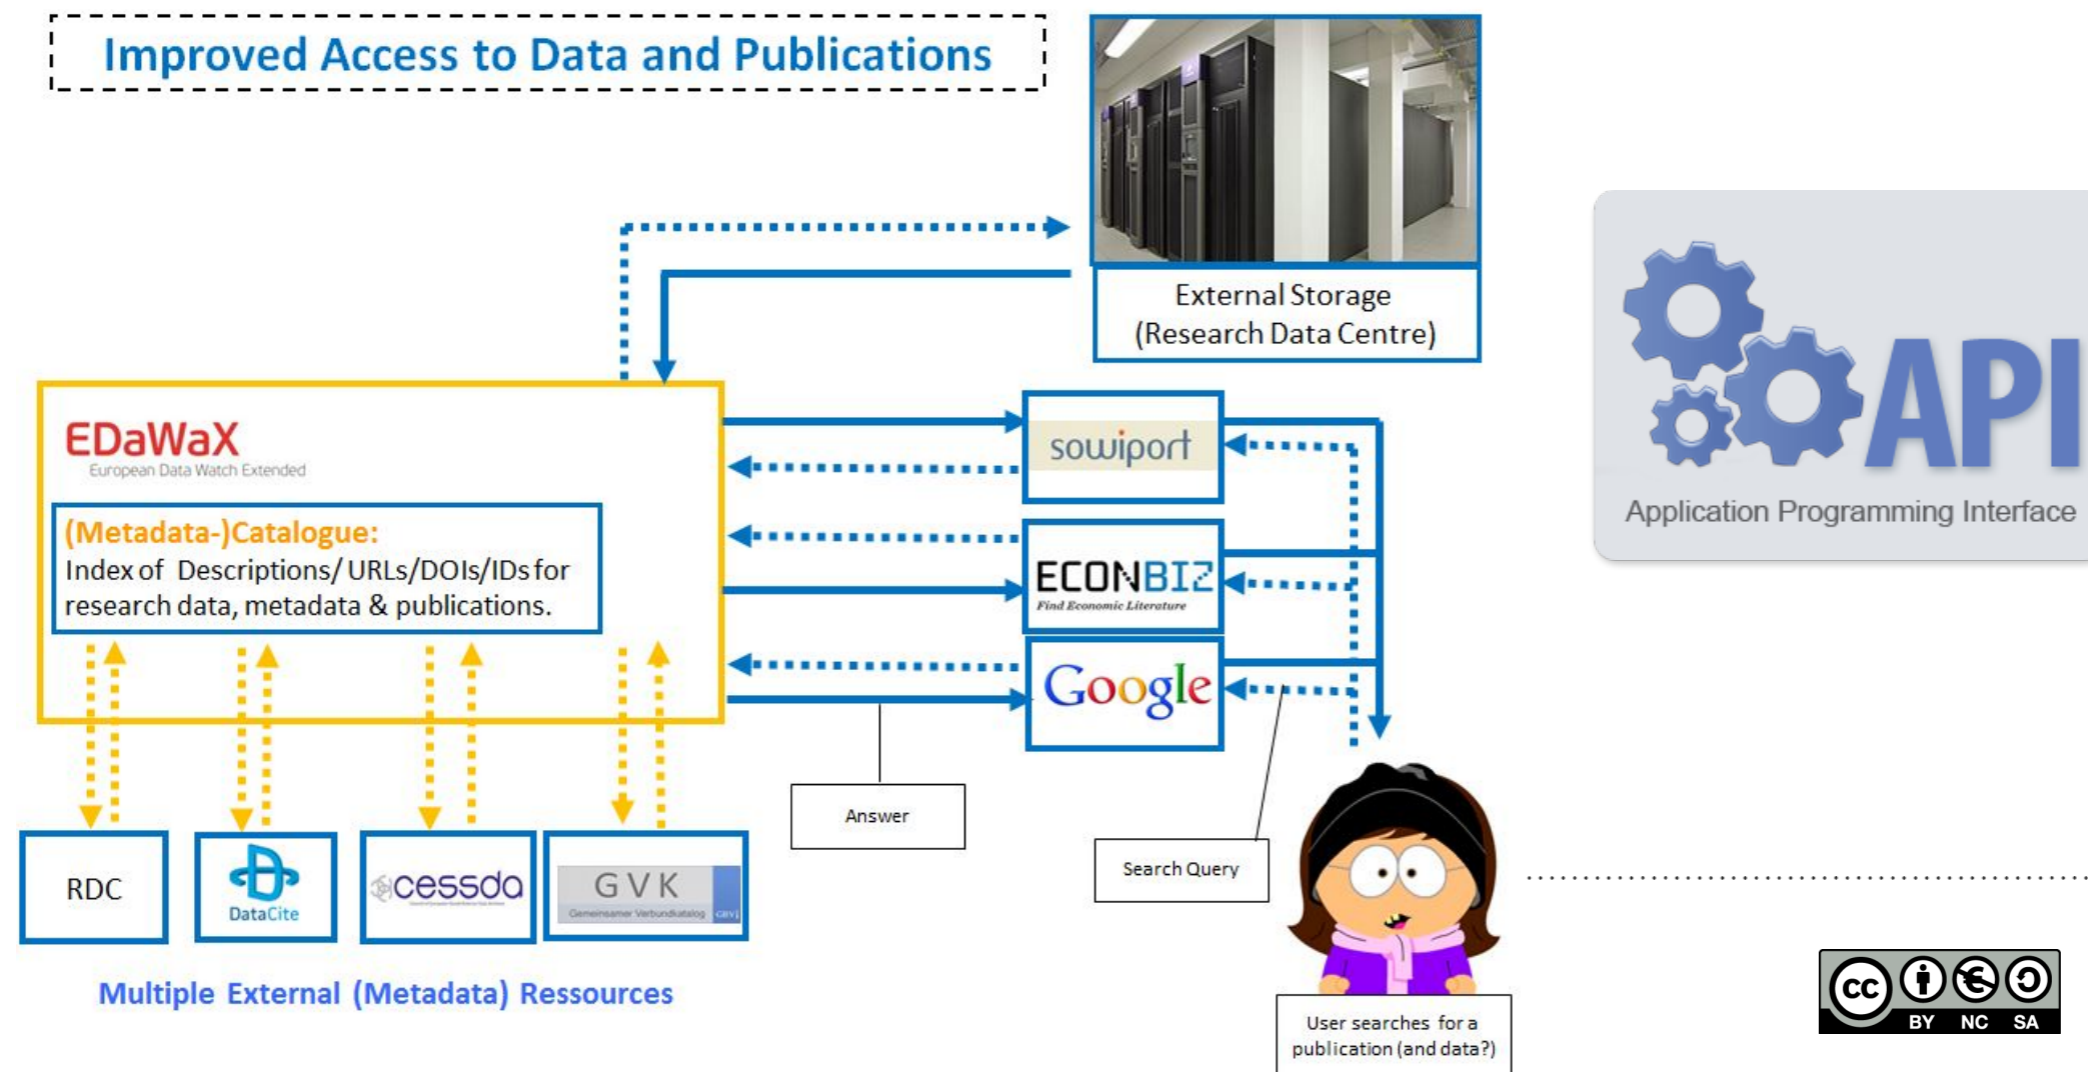 Improved Access to Data and Publications
External Storage
(Research Data Centre)
API
Application Programming Interface
EDaWaX
European Data Watch Extended
(Metadata-)Catalogue:
Index of Descriptions/ URLs/DOIs/IDs for
research data, metadata & publications.
sowiport
ECONBIZ
Find Economic Literature
Google
Answer
Search Query
RDC
DataCite
cessda
GVK
Gemeinsamer Verbundkatalog
GBV
Multiple External (Metadata) Ressources
User searches for a
publication (and data?)
cc
BY NC SA